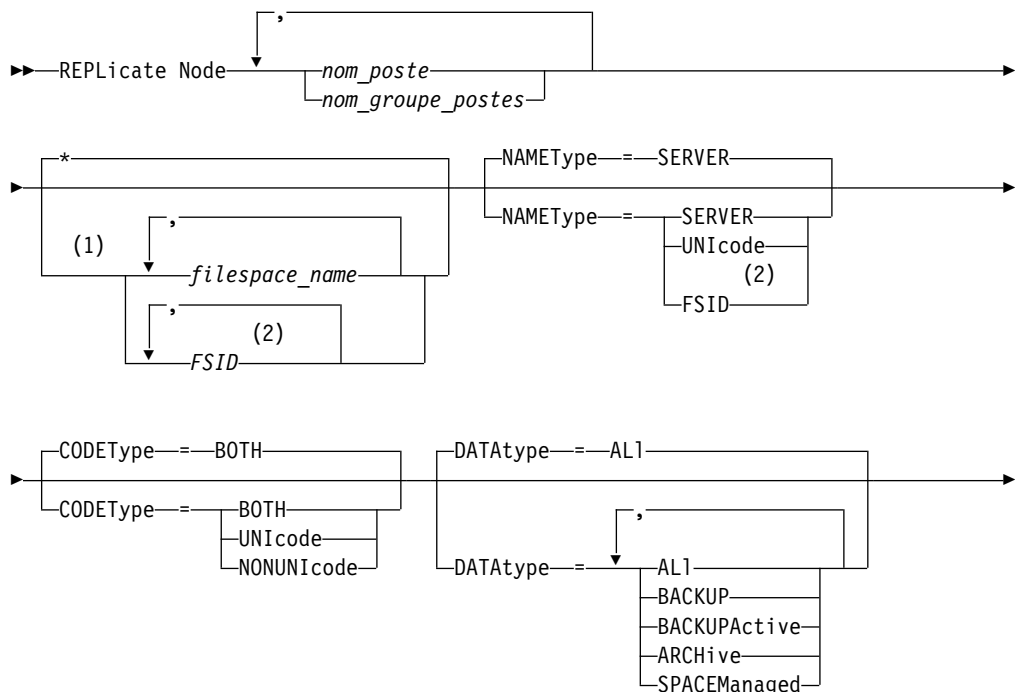 ,
REPLicate Node nom_poste
nom_groupe_postes
* NAMEType = SERVER
NAMEType = SERVER
(1) , UNIcode
filespace_name (2)
, (2) FSID
FSID
CODEType = BOTH DATAtype = ALl
CODEType = BOTH ,
UNIcode
NONUNIcode DATAtype = ALl
BACKUP
BACKUPActive
ARCHive
SPACEManaged